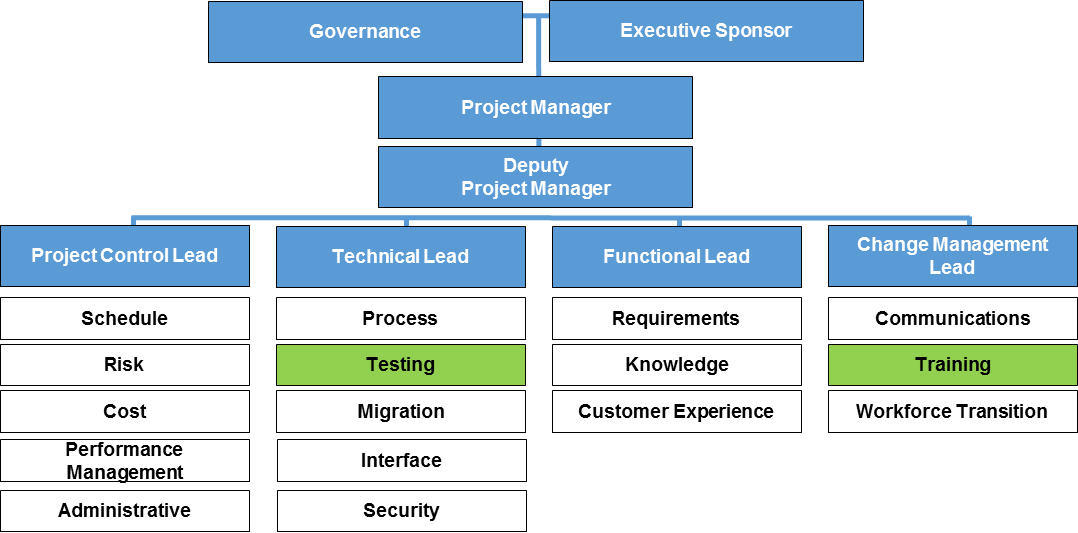 Governance
Executive Sponsor
Project Manager
Deputy
Project Manager
Project Control Lead
Technical Lead
Functional Lead
Change Management
Lead
Schedule
Process
Requirements
Communications
Risk
Testing
Knowledge
Training
Cost
Migration
Customer Experience
Workforce Transition
Performance
Management
Interface
Administrative
Security